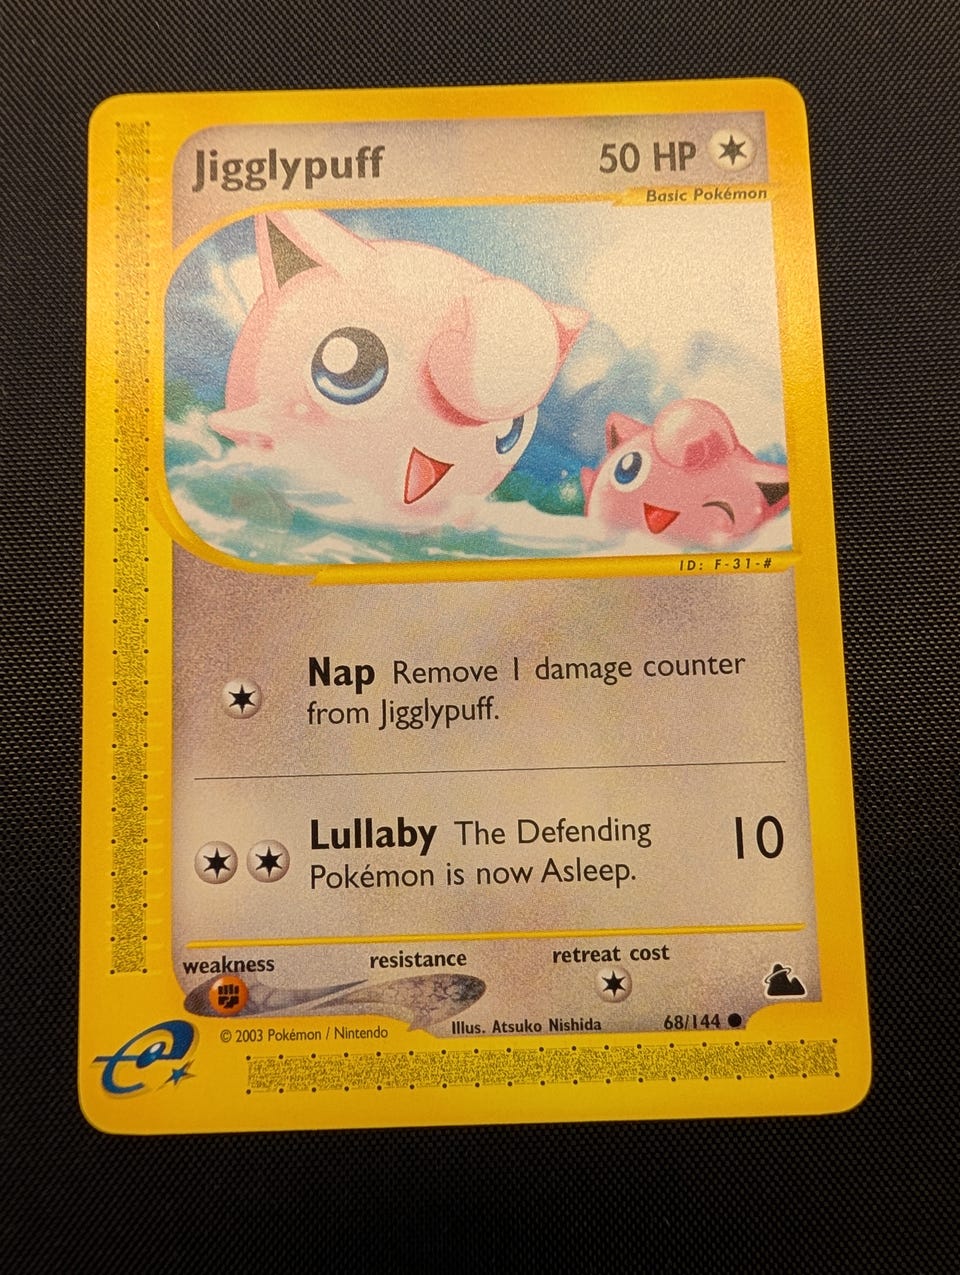 Jigglypuff 50 HP
Basic Pokémon
ID: F-31-#
Nap Remove 1 damage counter
from Jigglypuff.
Lullaby The Defending 10
Pokémon is now Asleep.
weakness resistance retreat cost
© 2003 Pokémon / Nintendo Illus. Atsuko Nishida 68/144
e